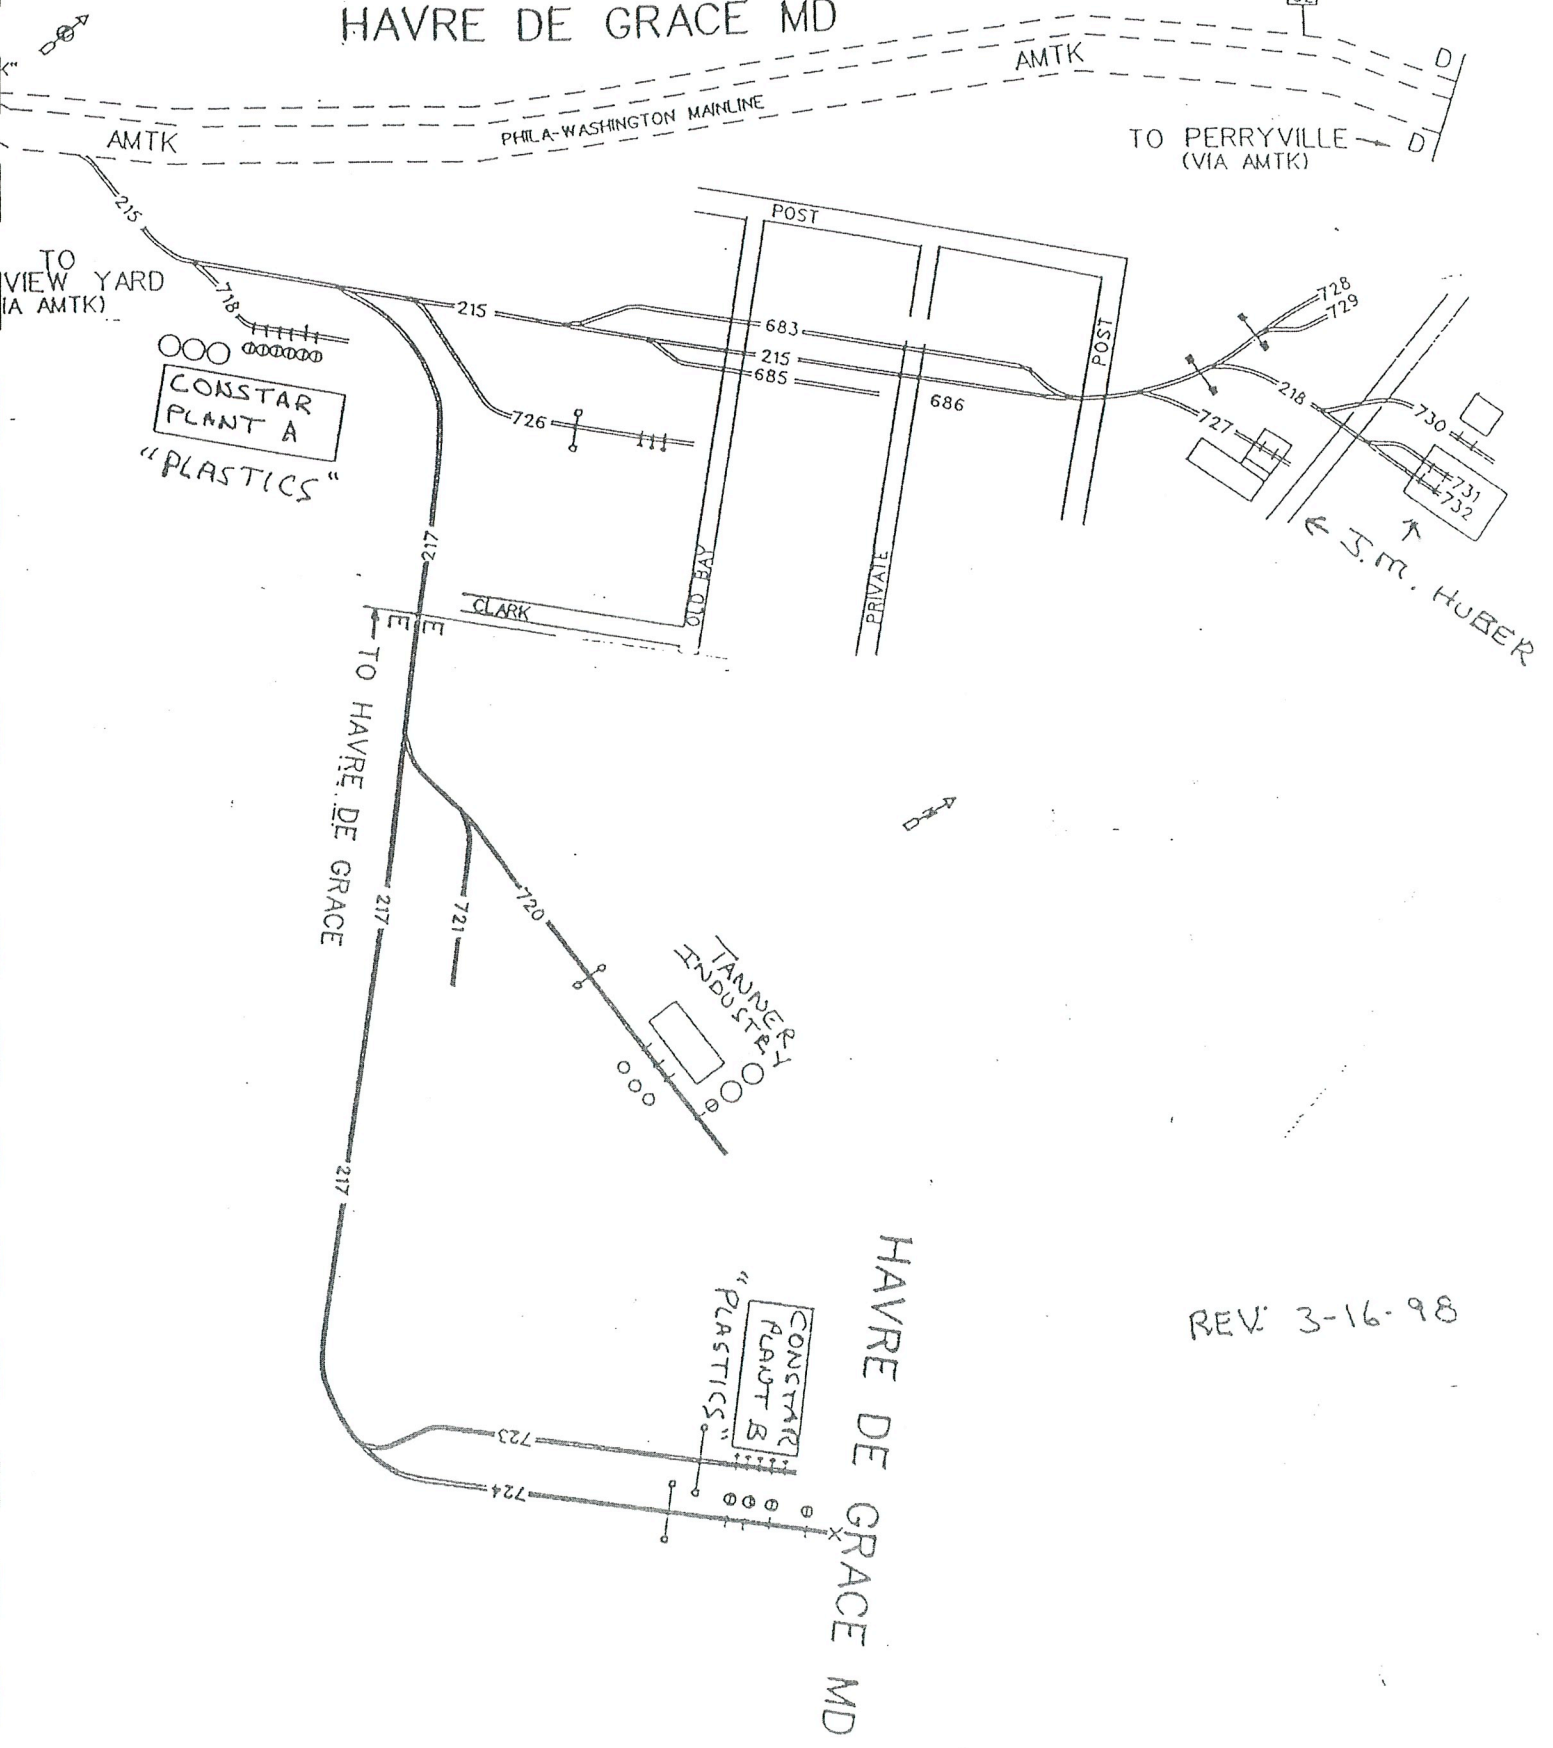 HAVRE DE GRACE MD
K"
AMTK
AMTK
PHILA-WASHINGTON MAINLINE
D
TO PERRYVILLE
(VIA AMTK)
D
215
TO
VIEW YARD
IA AMTK)
718
CONSTAR
PLANT A
"PLASTICS"
215
POST
683
215
685
686
POST
726
728
729
218
727
730
731
732
J.M. HUBER
217
CLARK
OLD BAY
PRIVATE
E E
TO HAVRE DE GRACE
217
721
720
TANNER
INDUSTRY
217
CONSTAR
PLANT B
"PLASTICS"
723
724
X
HAVRE DE GRACE MD
REV: 3-16-98